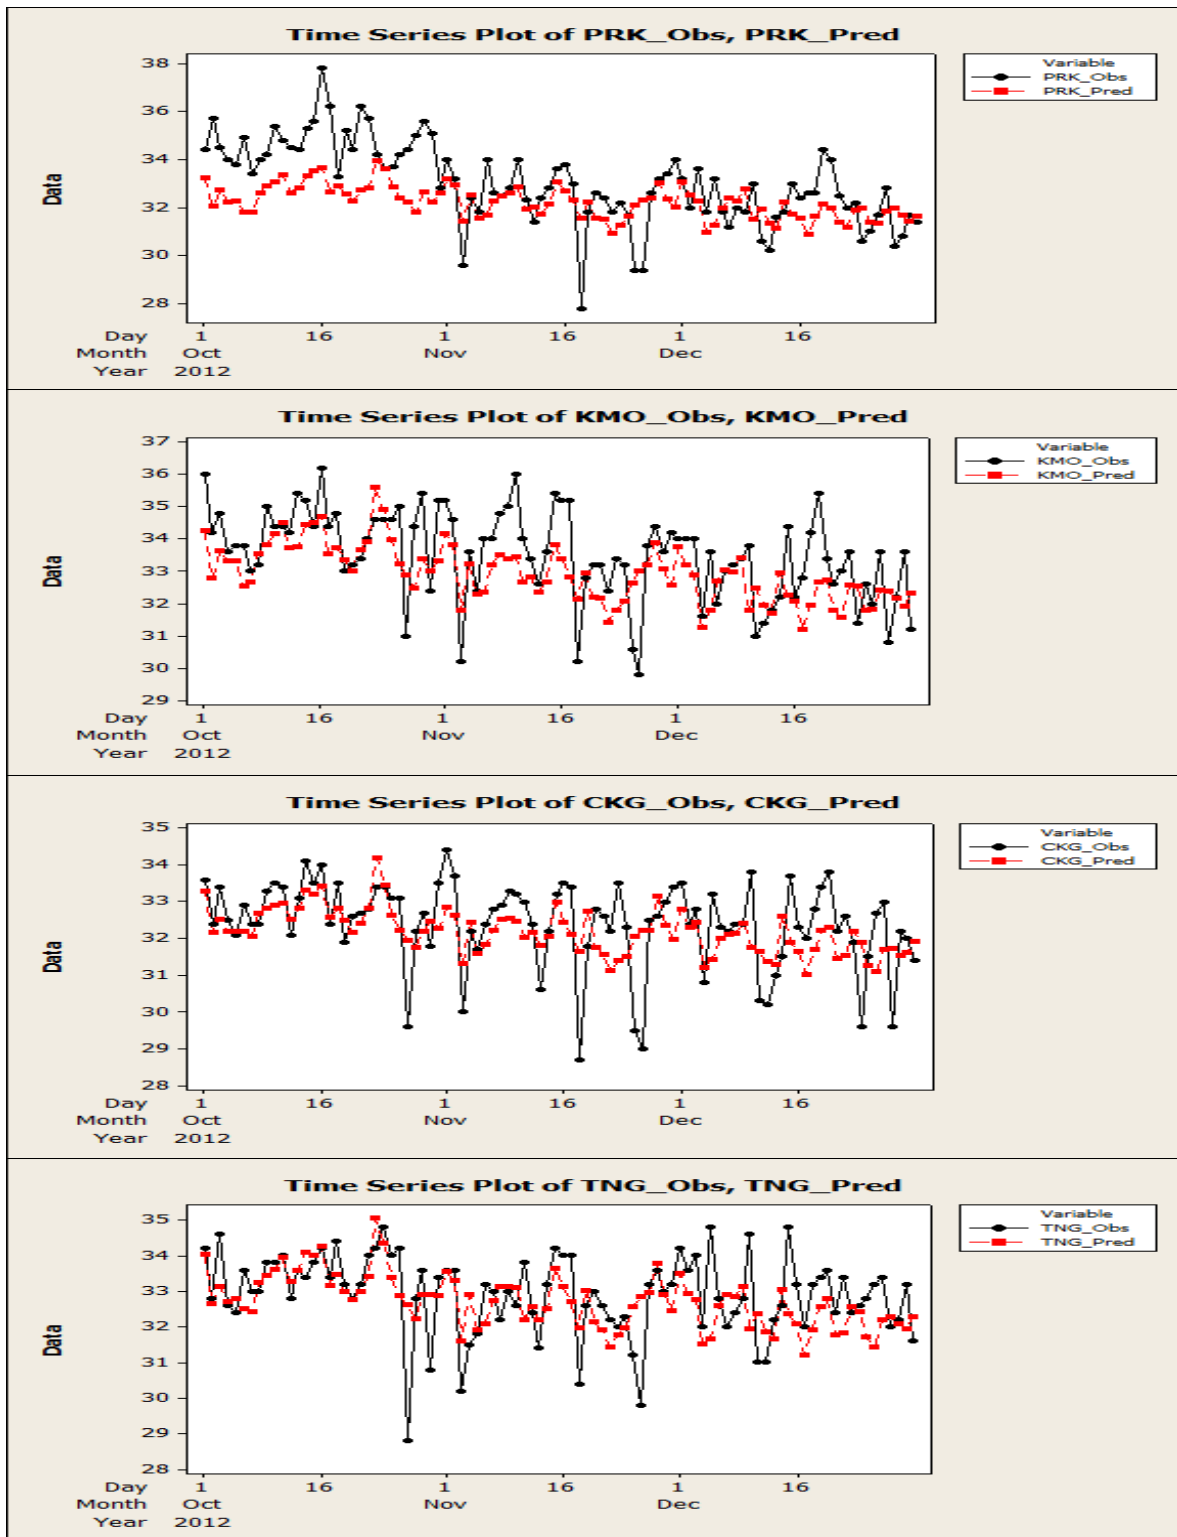 Time Series Plot of PRK_Obs, PRK_Pred
Variable
PRK_Obs
PRK_Pred
Data
38
36
34
32
30
28
Day 1 16 1 16 1 16
Month Oct Nov Dec
Year 2012
Time Series Plot of KMO_Obs, KMO_Pred
Variable
KMO_Obs
KMO_Pred
Data
37
36
35
34
33
32
31
30
29
Day 1 16 1 16 1 16
Month Oct Nov Dec
Year 2012
Time Series Plot of CKG_Obs, CKG_Pred
Variable
CKG_Obs
CKG_Pred
Data
35
34
33
32
31
30
29
28
Day 1 16 1 16 1 16
Month Oct Nov Dec
Year 2012
Time Series Plot of TNG_Obs, TNG_Pred
Variable
TNG_Obs
TNG_Pred
Data
35
34
33
32
31
30
29
28
Day 1 16 1 16 1 16
Month Oct Nov Dec
Year 2012